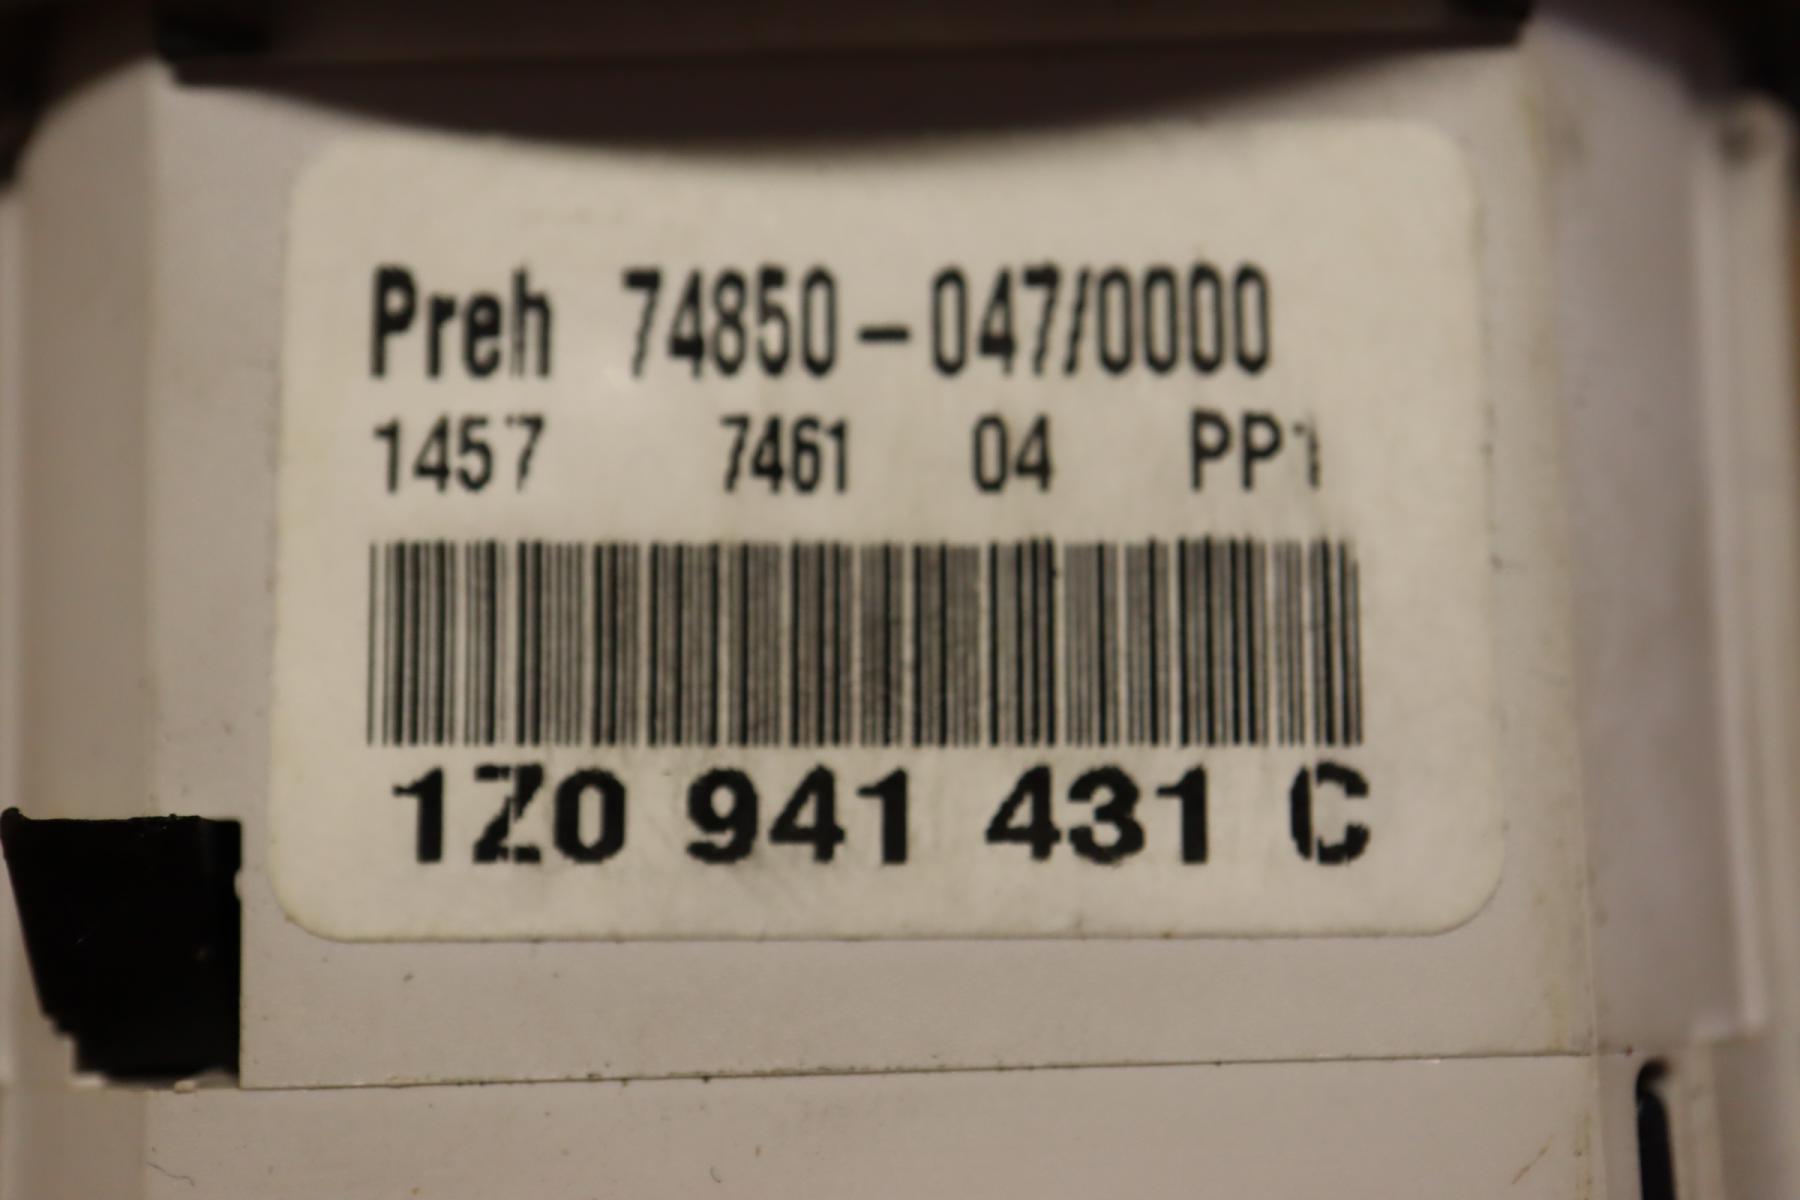 Preh 74850-047/0000
1457 7461 04 PP1
1Z0 941 431 C